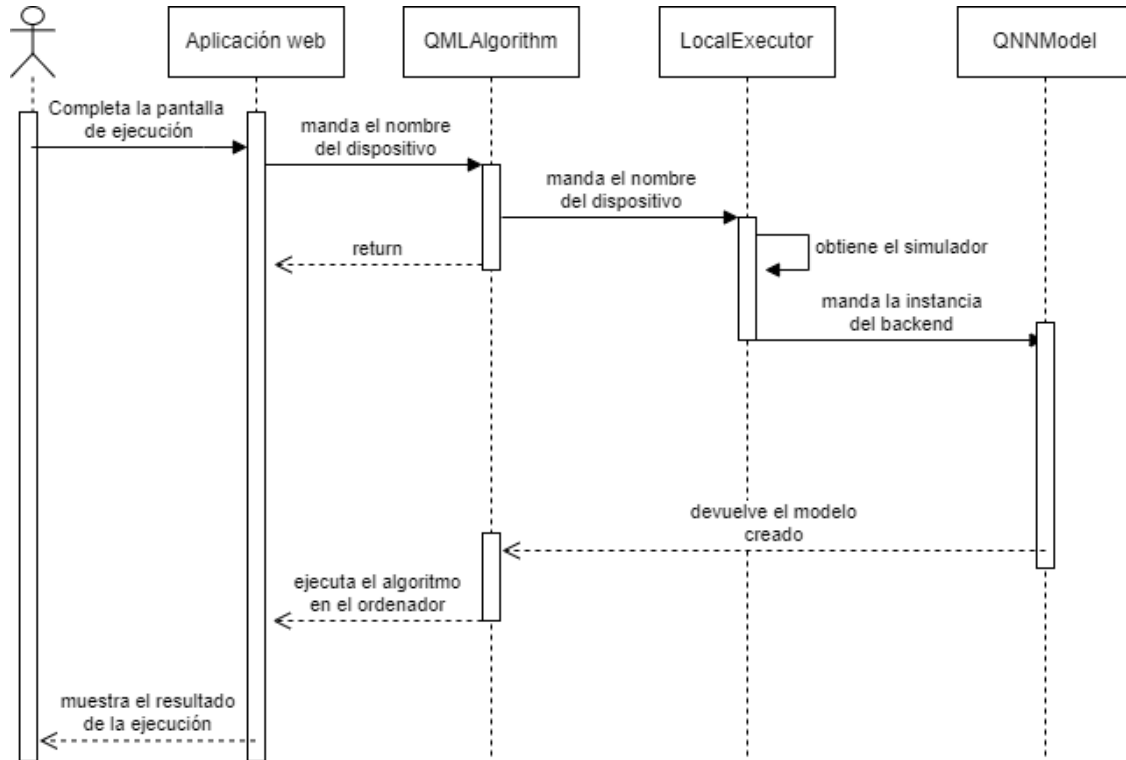 Aplicación web
QMLAlgorithm
LocalExecutor
QNNModel
Completa la pantalla
de ejecución
manda el nombre
del dispositivo
manda el nombre
del dispositivo
return
obtiene el simulador
manda la instancia
del backend
devuelve el modelo
creado
ejecuta el algoritmo
en el ordenador
muestra el resultado
de la ejecución